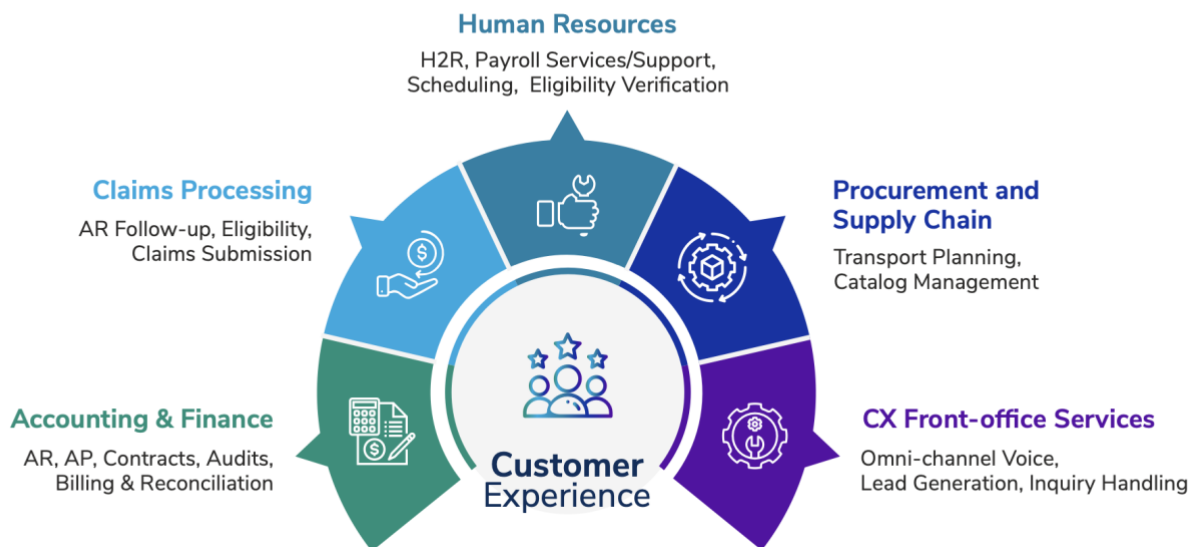 Human Resources
H2R, Payroll Services/Support,
Scheduling, Eligibility Verification
Claims Processing
AR Follow-up, Eligibility,
Claims Submission
Procurement and
Supply Chain
Transport Planning,
Catalog Management
Accounting & Finance
AR, AP, Contracts, Audits,
Billing & Reconciliation
CX Front-office Services
Omni-channel Voice,
Lead Generation, Inquiry Handling
Customer
Experience
$
$